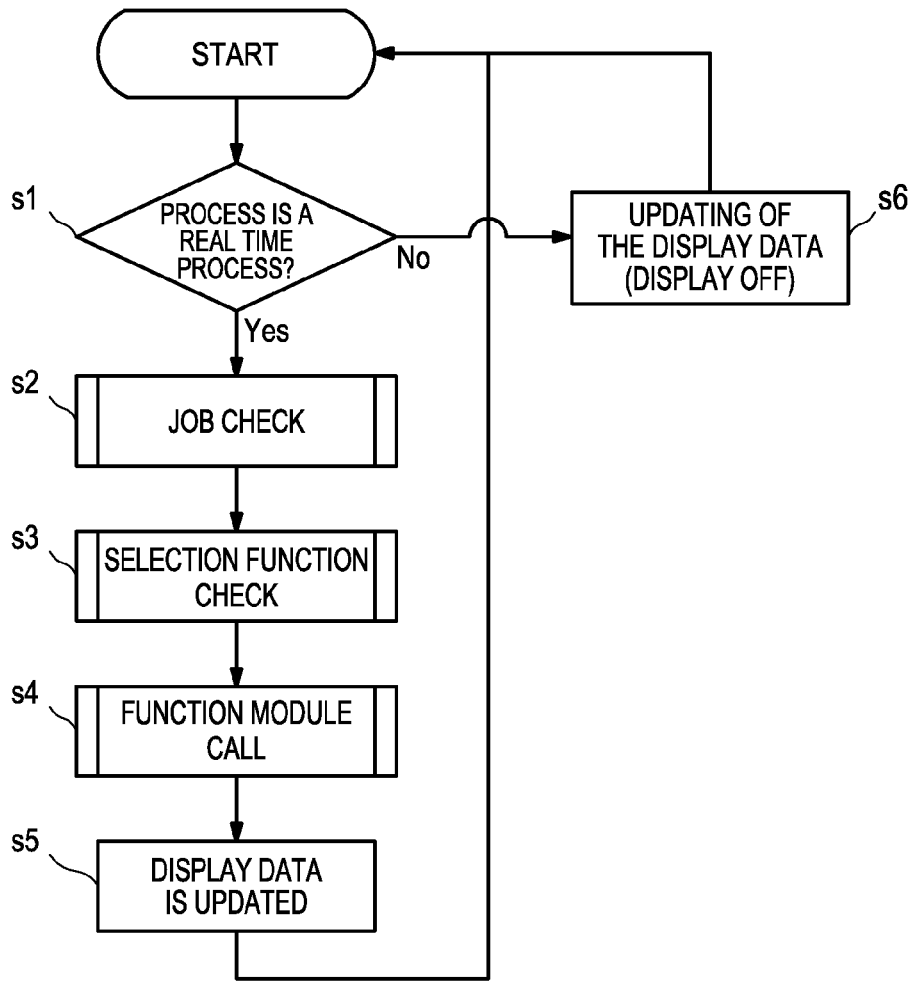 START
s1
PROCESS IS A
REAL TIME
PROCESS?
No
Yes
s6
UPDATING OF
THE DISPLAY DATA
(DISPLAY OFF)
s2
JOB CHECK
s3
SELECTION FUNCTION
CHECK
s4
FUNCTION MODULE
CALL
s5
DISPLAY DATA
IS UPDATED